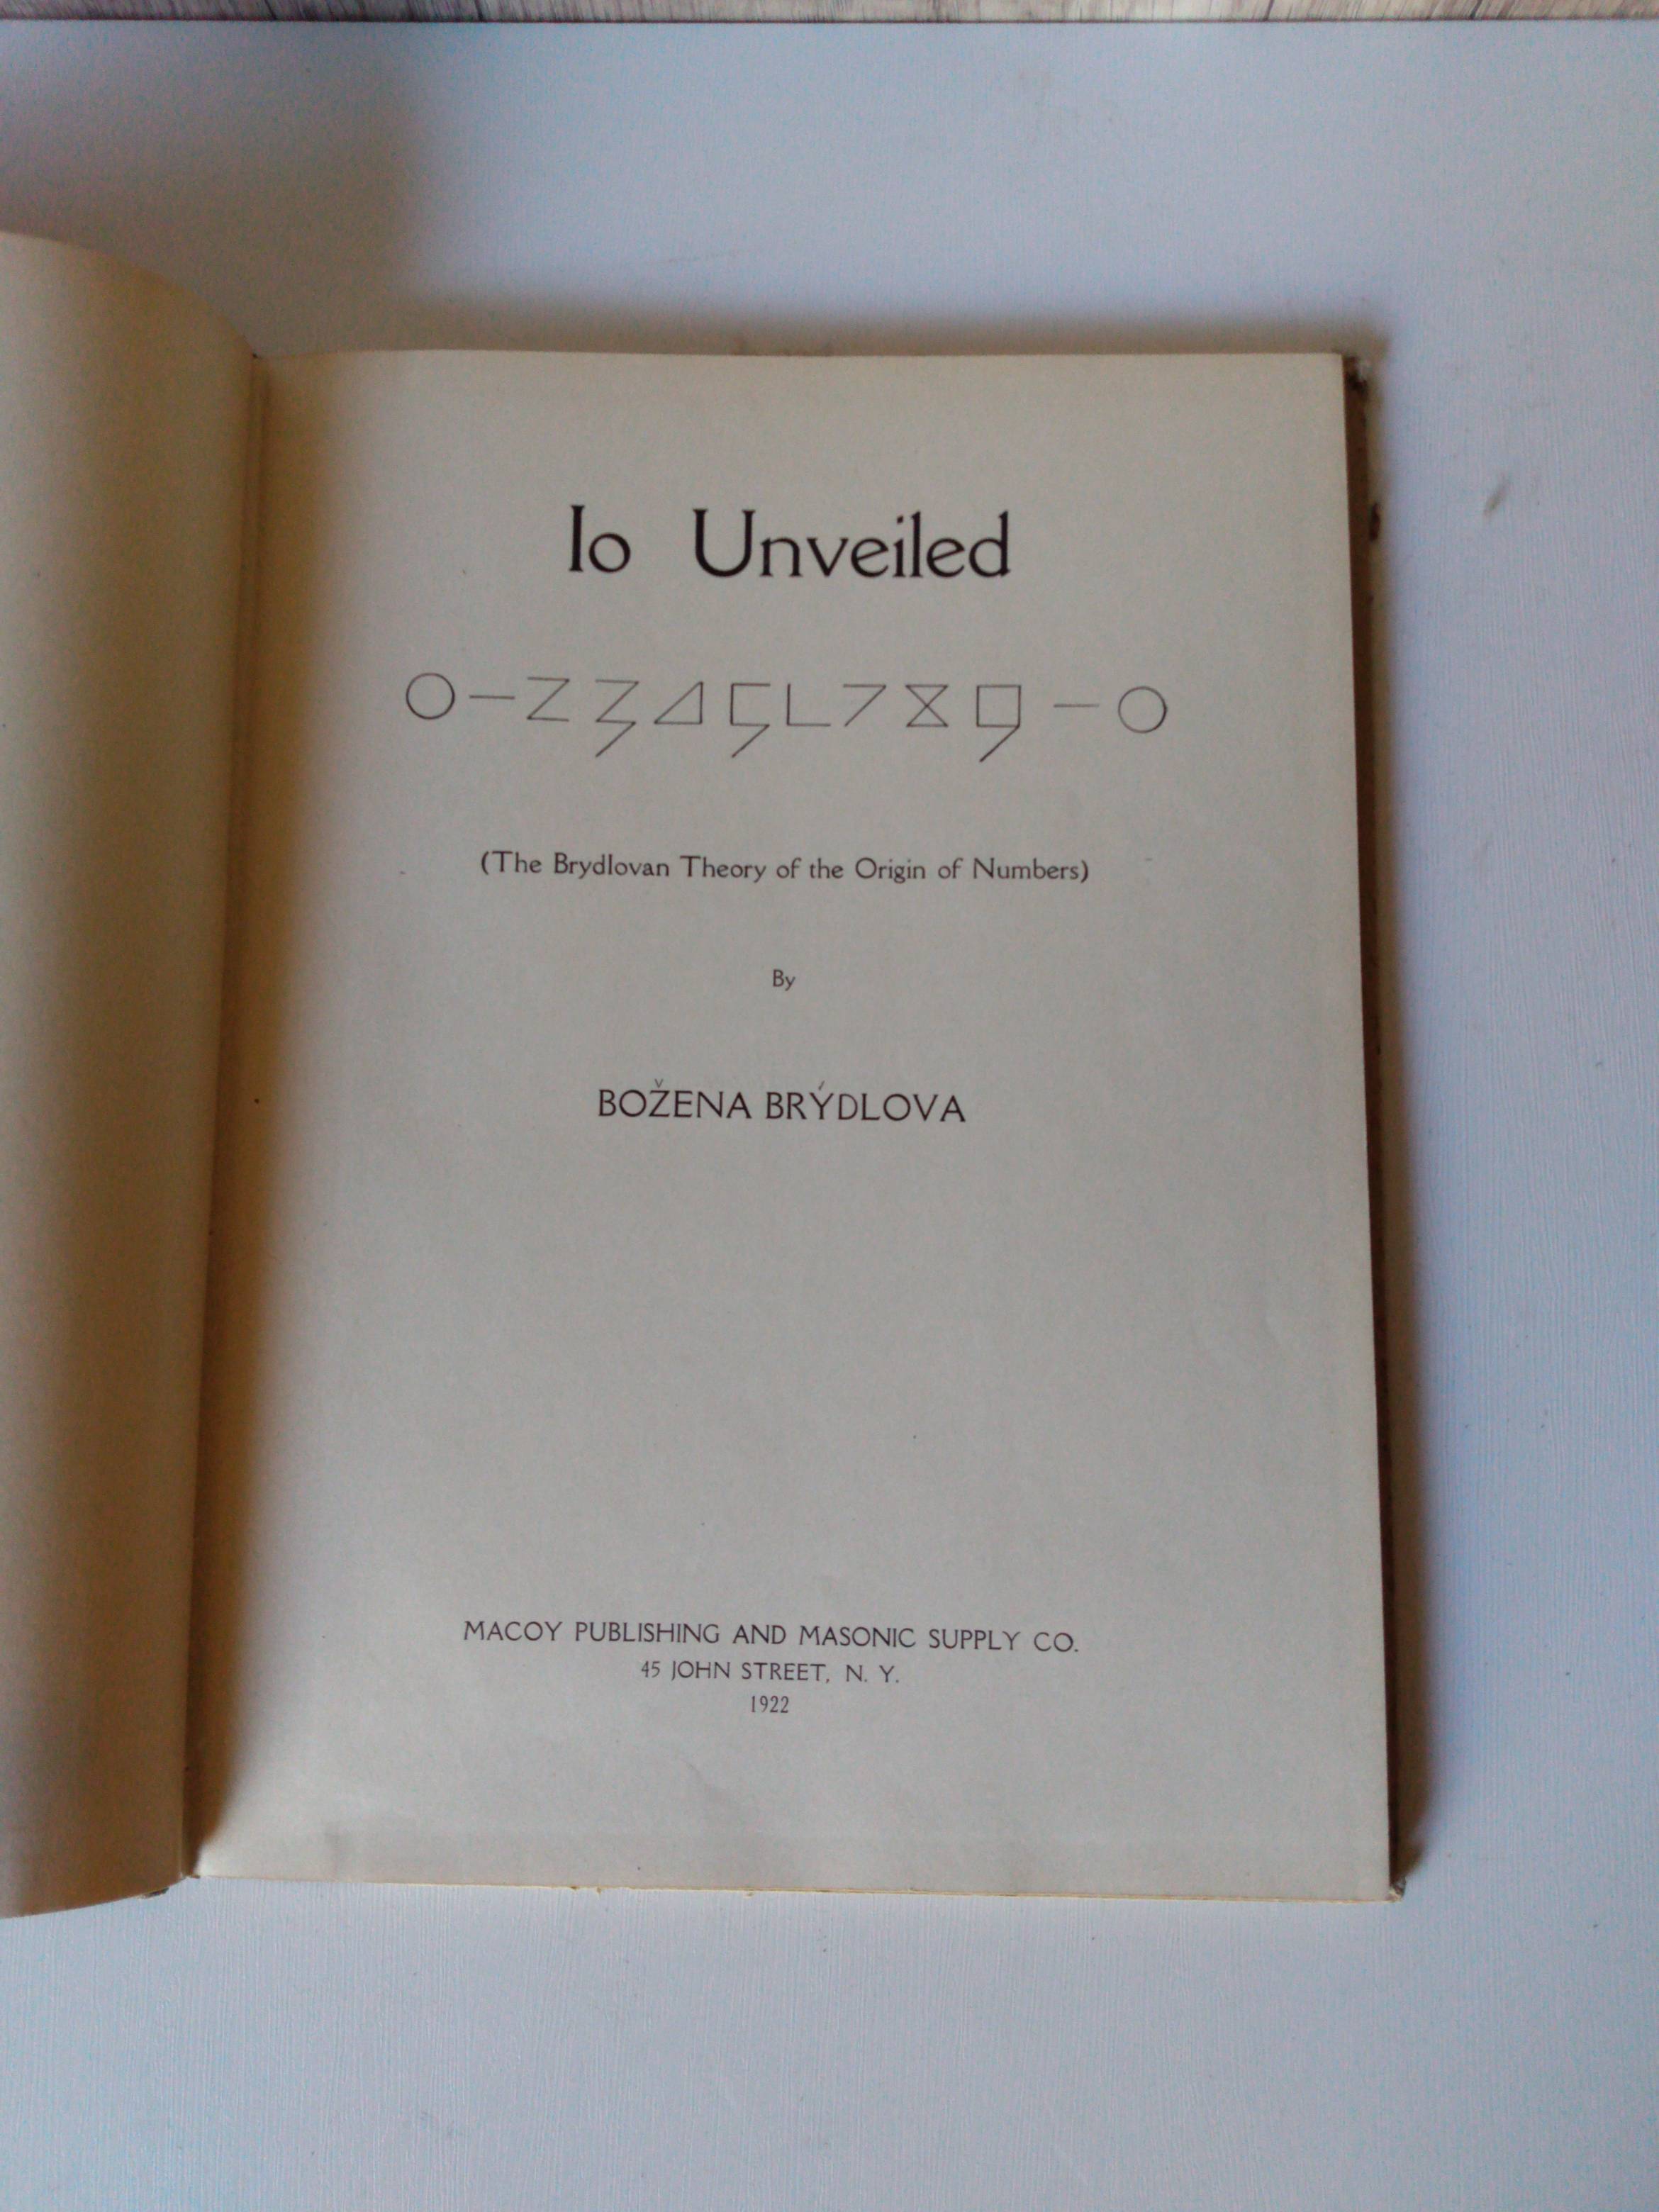 Io Unveiled
(The Brydlovan Theory of the Origin of Numbers)
By
BOŽENA BRÝDLOVA
MACOY PUBLISHING AND MASONIC SUPPLY CO.
45 JOHN STREET, N. Y.
1922